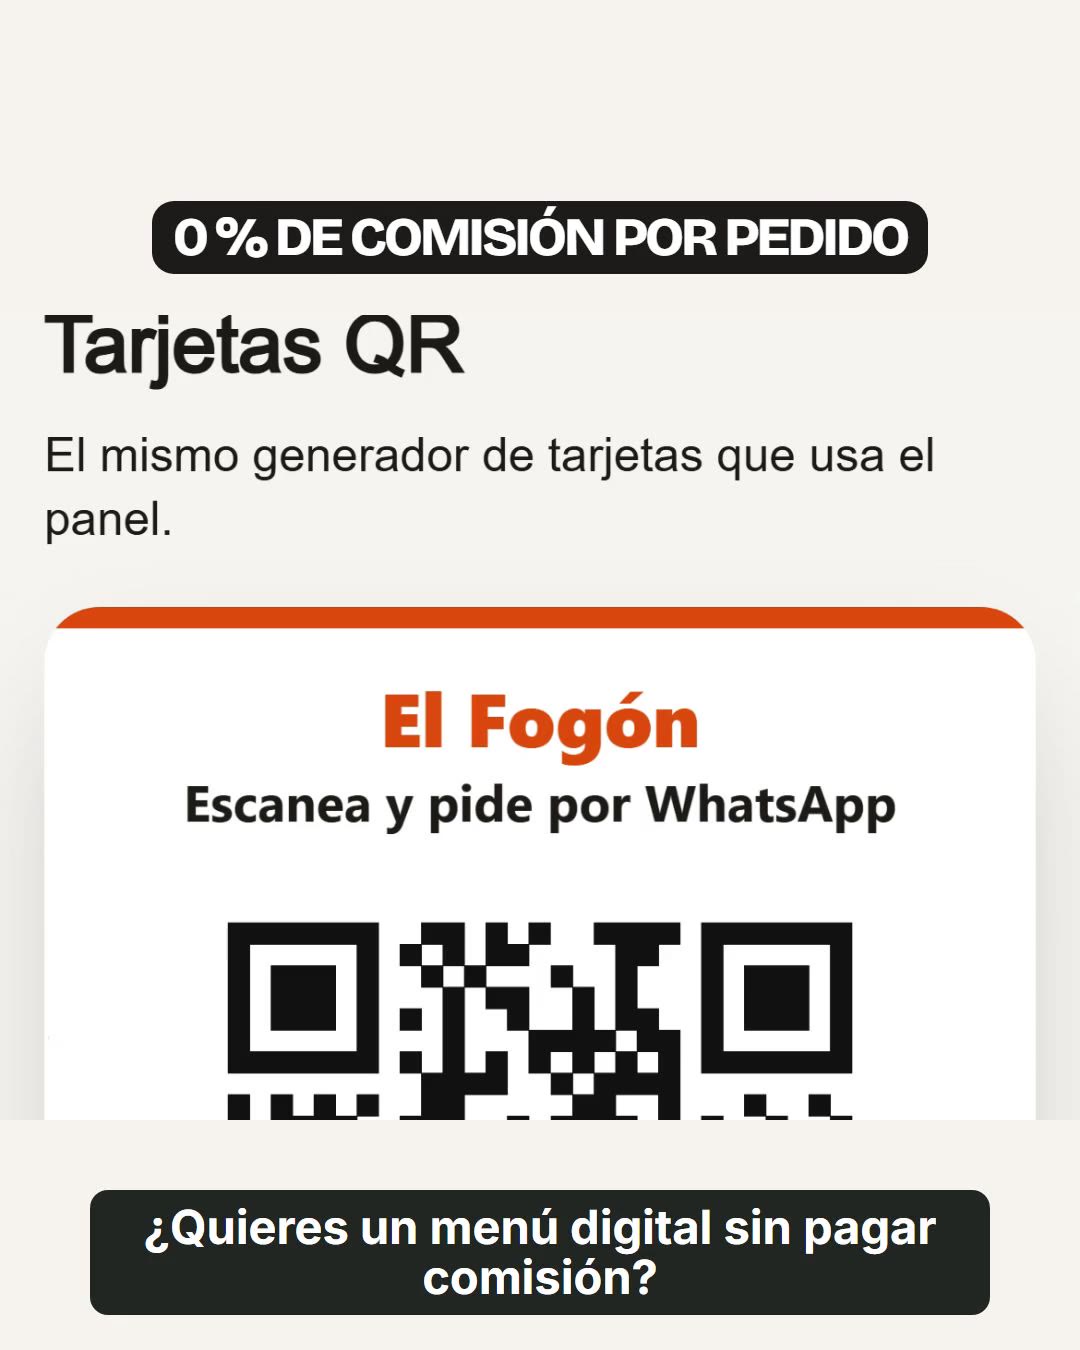 0 % DE COMISIÓN POR PEDIDO
Tarjetas QR
El mismo generador de tarjetas que usa el
panel.
El Fogón
Escanea y pide por WhatsApp
¿Quieres un menú digital sin pagar
comisión?